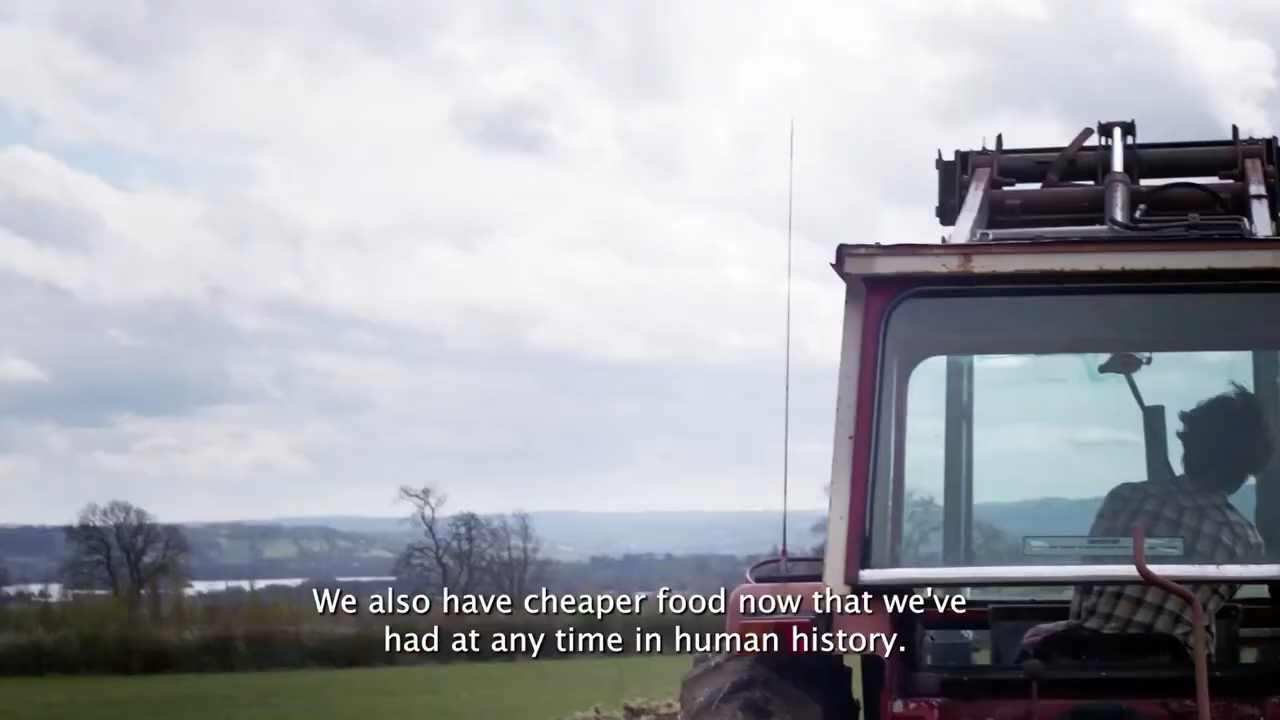 We also have cheaper food now that we've
had at any time in human history.